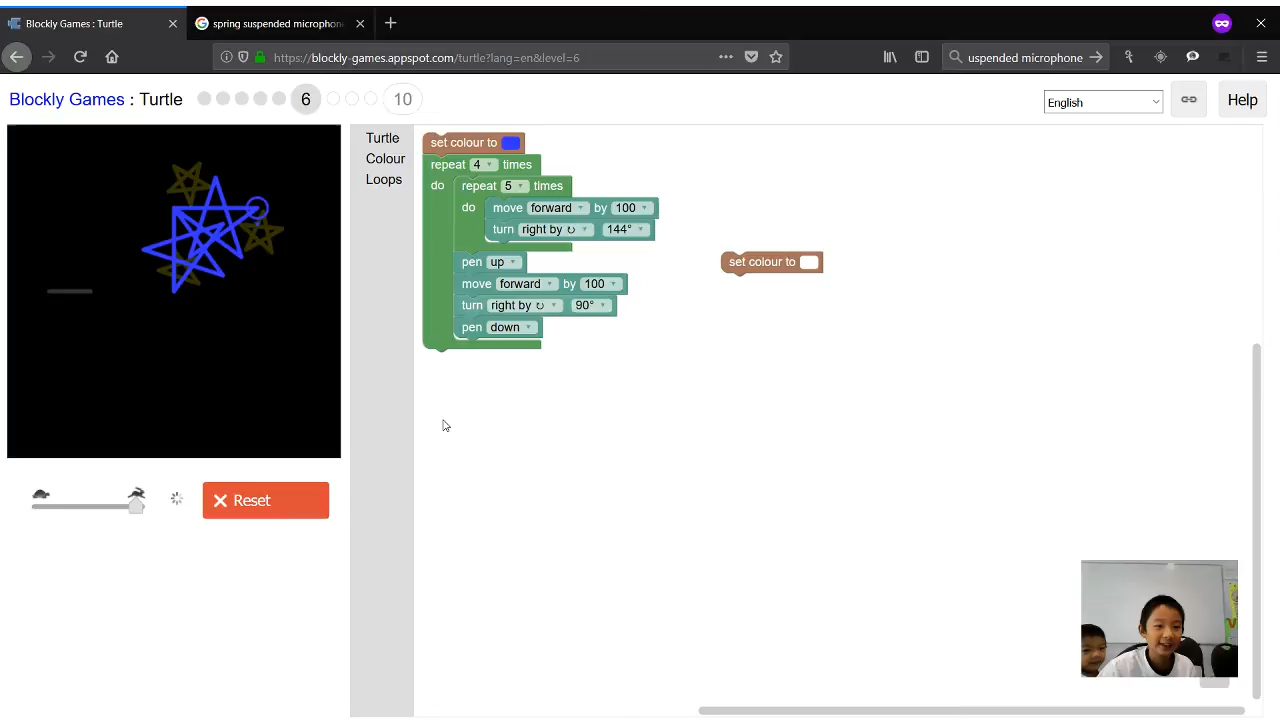 Blockly Games : Turtle
spring suspended microphone
https://blockly-games.appspot.com/turtle?lang=en&level=6
uspended microphone
Blockly Games : Turtle
6
10
English
Help
Turtle
Colour
Loops
set colour to
repeat 4 times
do repeat 5 times
do move forward by 100
turn right by ↻ 144°
pen up
set colour to
move forward by 100
turn right by ↻ 90°
pen down
Reset